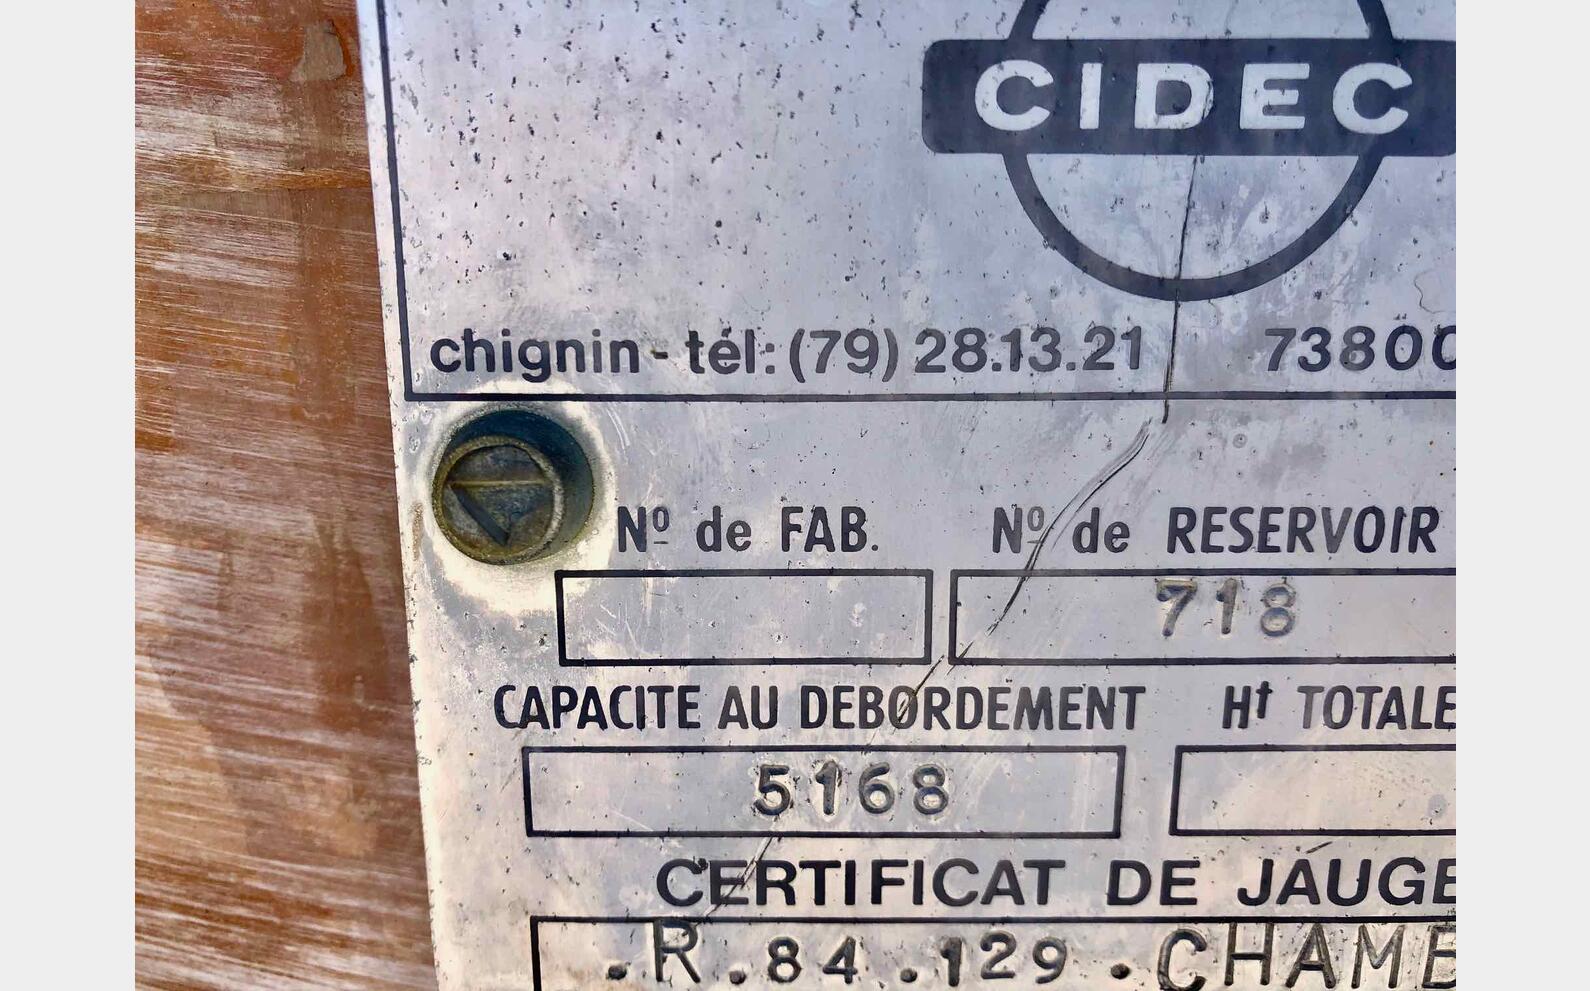 CIDEC
chignin - tél: (79) 28.13.21 73800
Nº de FAB. Nº de RESERVOIR
718
CAPACITE AU DEBORDEMENT Hᵗ TOTALE
5168
CERTIFICAT DE JAUGE
.R.84.129.CHAMB